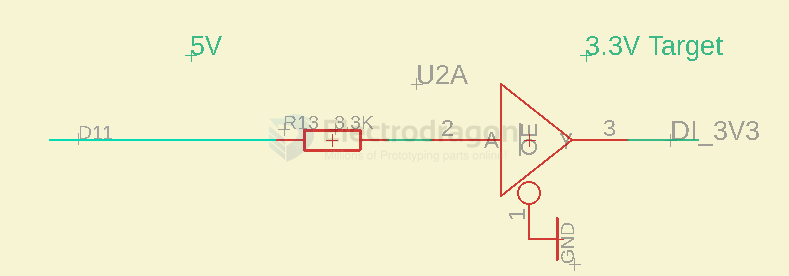 5V
3.3V Target
U2A
D11
R13
3.3K
2
A
OE
Y
3
DI_3V3
1
GND
Electrodragon
Millions of Prototyping parts online!